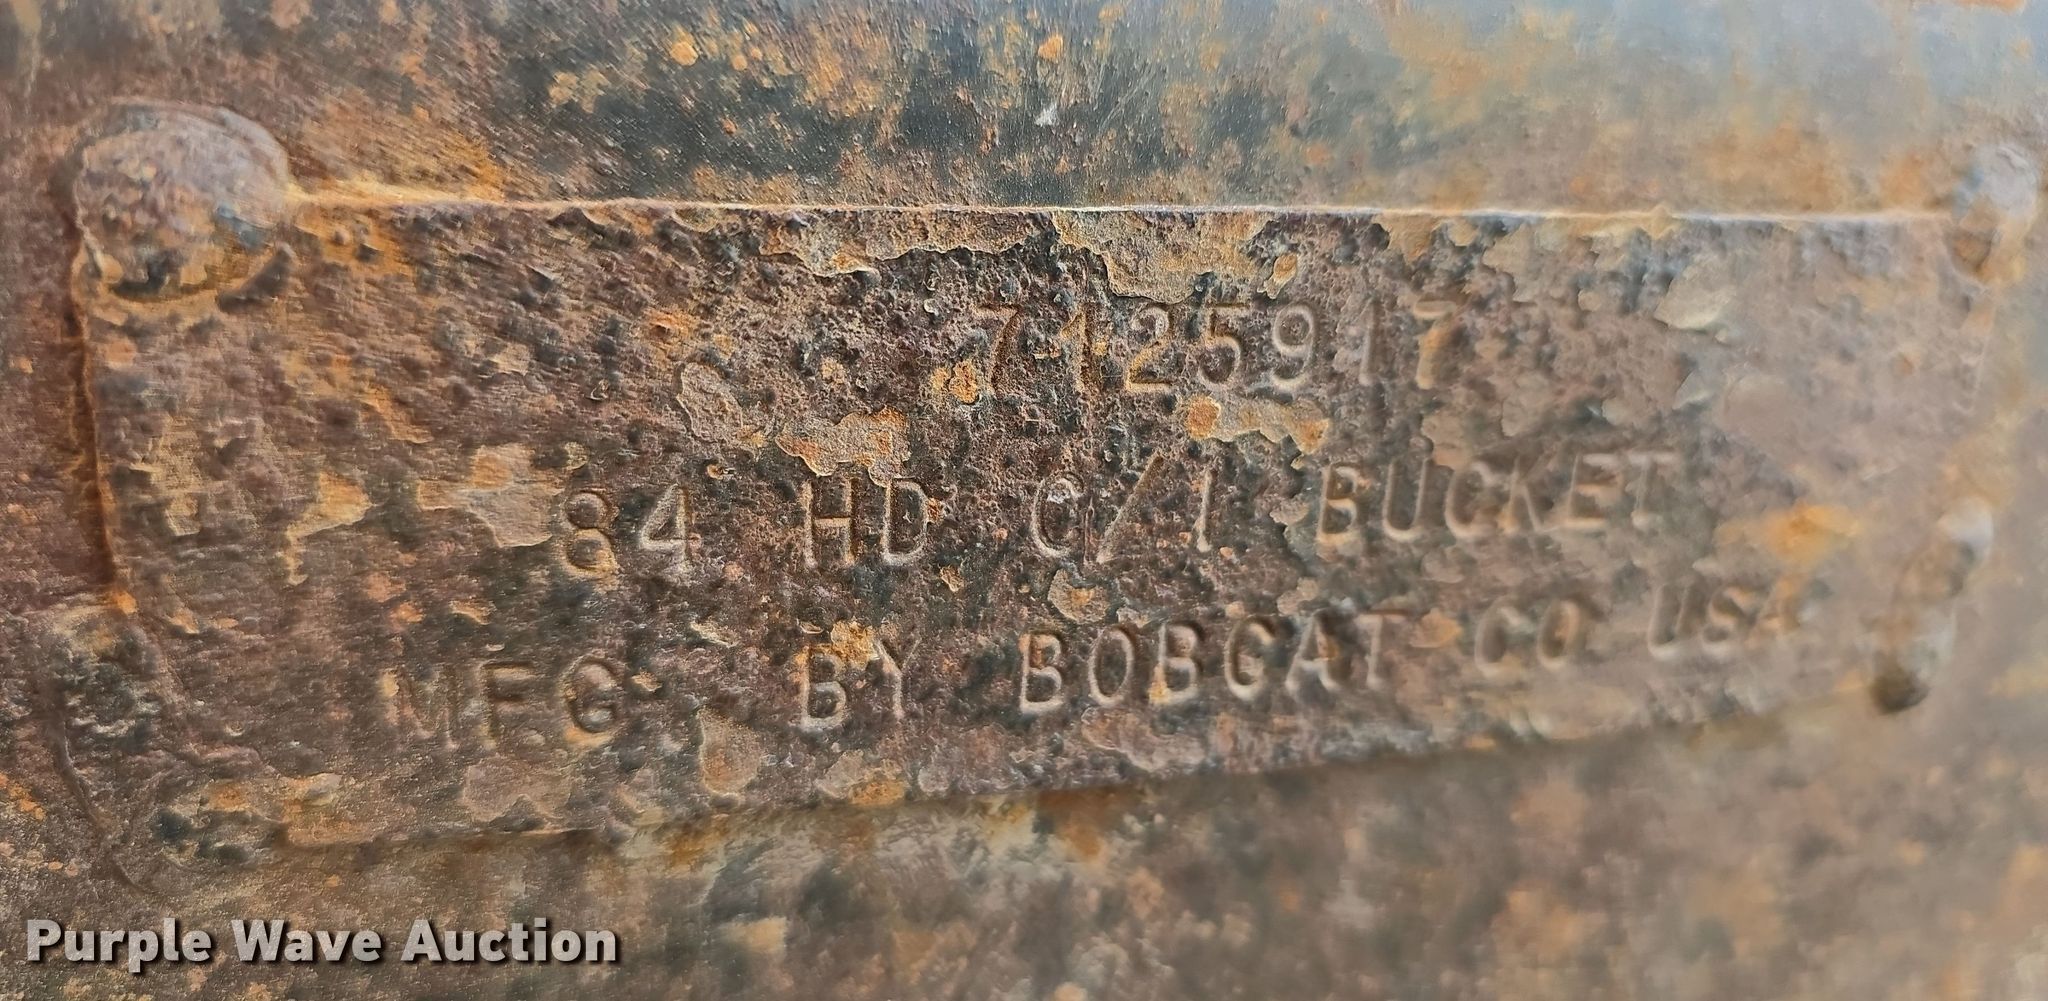 7125917
84 HD C/I BUCKET
MFG. BY BOBCAT CO USA
Purple Wave Auction